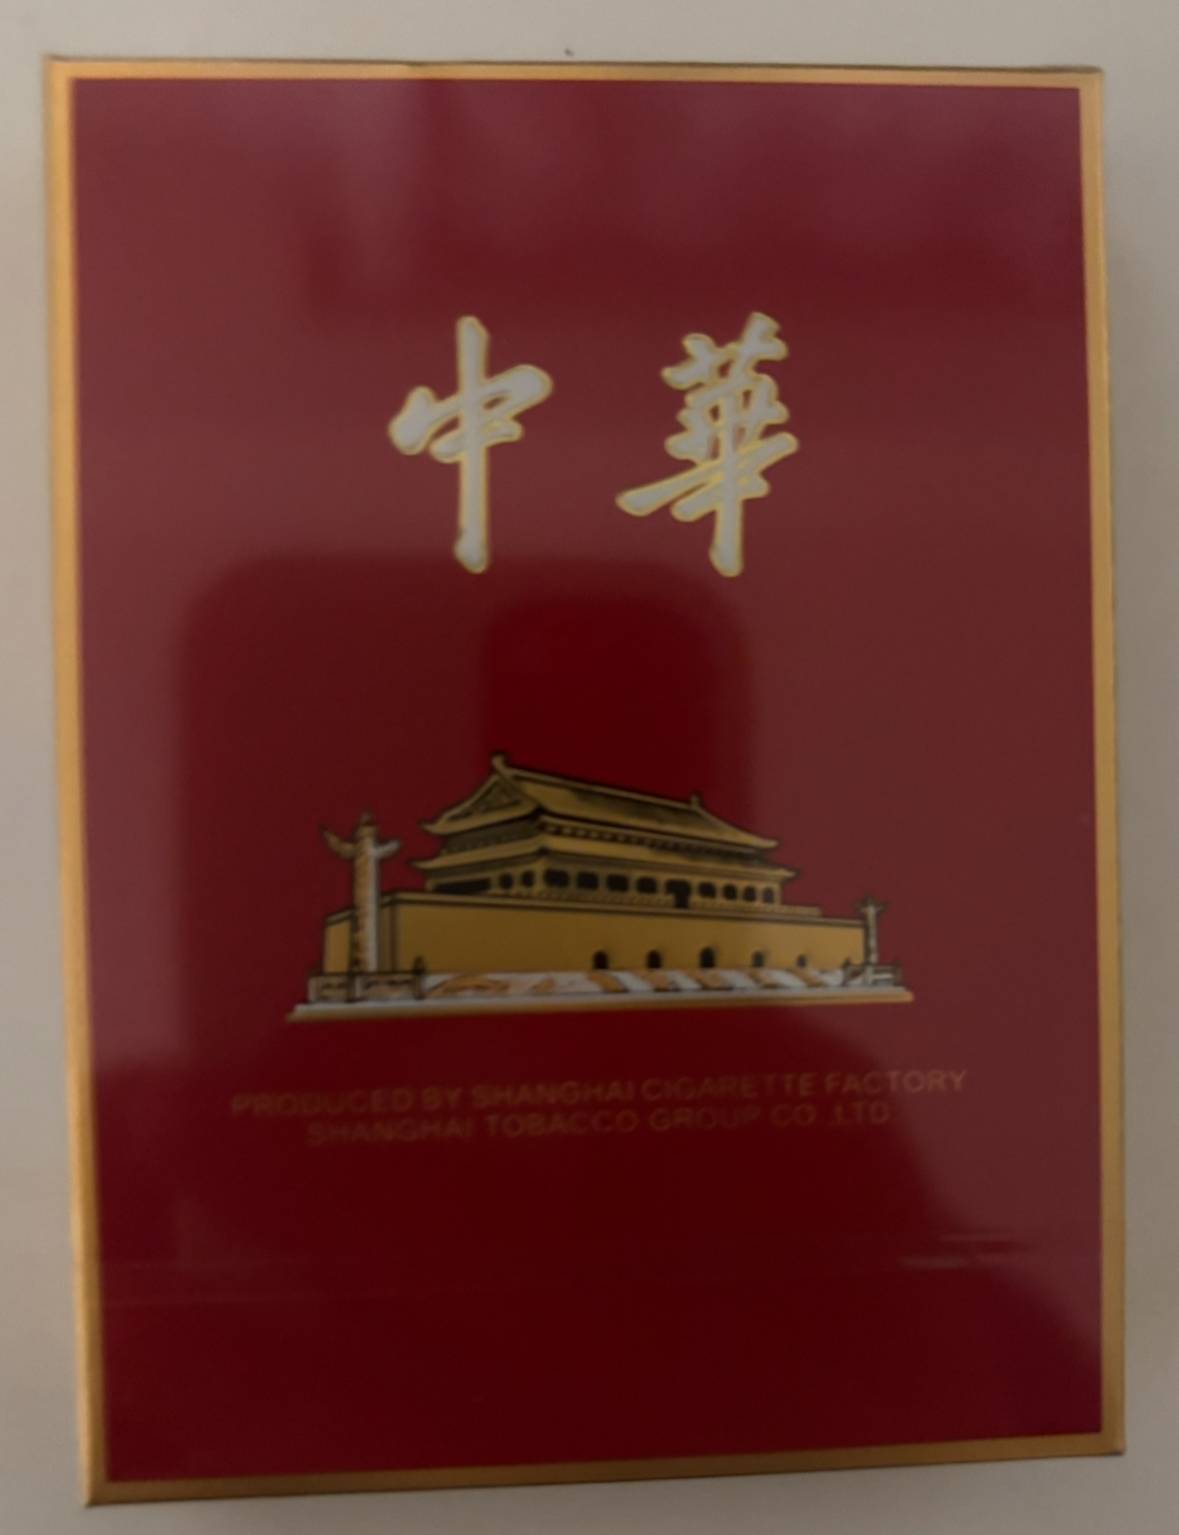 中華
PRODUCED BY SHANGHAI CIGARETTE FACTORY
SHANGHAI TOBACCO GROUP CO.,LTD.